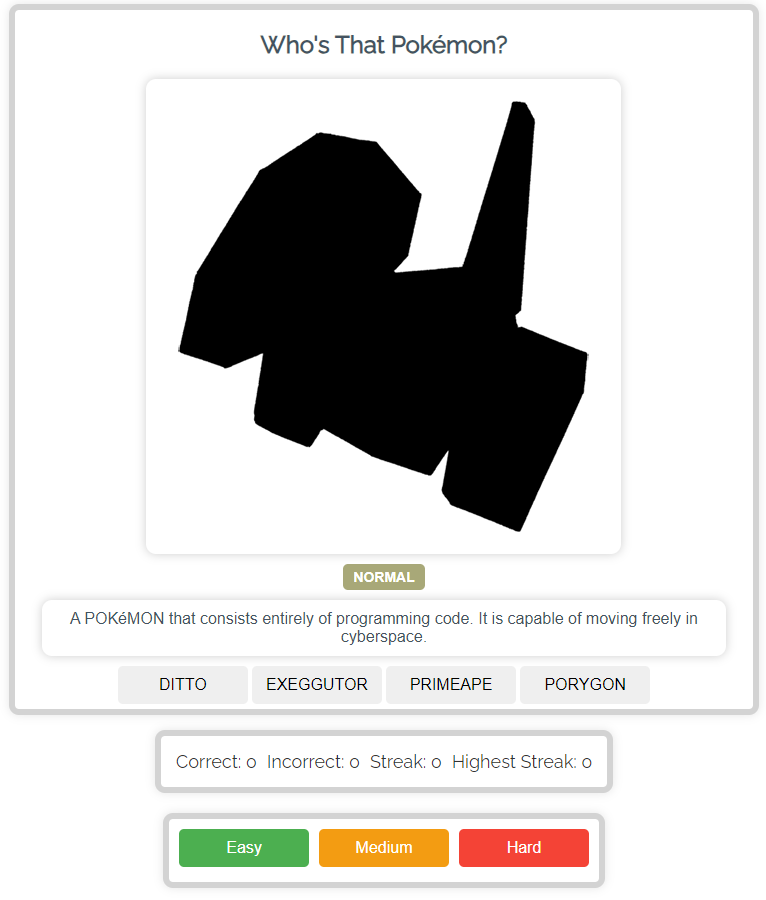 Who's That Pokémon?
NORMAL
A POKéMON that consists entirely of programming code. It is capable of moving freely in
cyberspace.
DITTO EXEGGUTOR PRIMEAPE PORYGON
Correct: 0 Incorrect: 0 Streak: 0 Highest Streak: 0
Easy Medium Hard